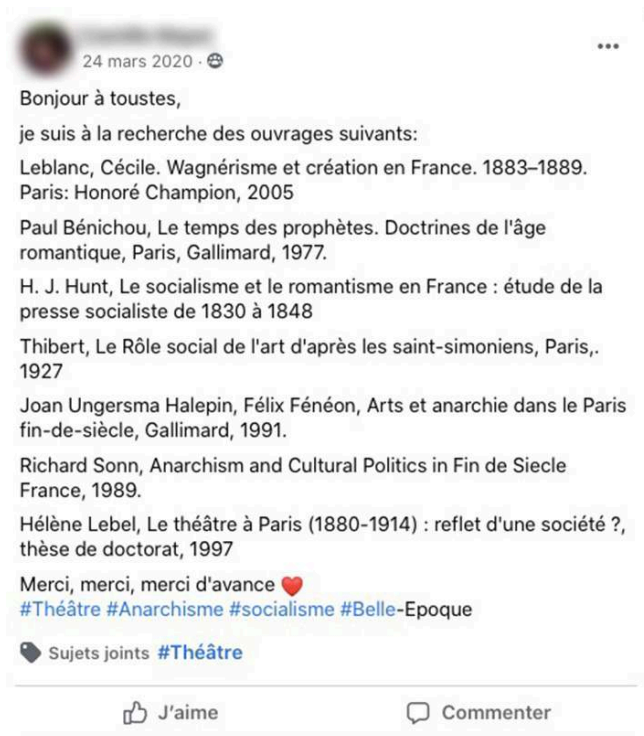 24 mars 2020 ·
Bonjour à toustes,
je suis à la recherche des ouvrages suivants:
Leblanc, Cécile. Wagnérisme et création en France. 1883–1889.
Paris: Honoré Champion, 2005
Paul Bénichou, Le temps des prophètes. Doctrines de l'âge
romantique, Paris, Gallimard, 1977.
H. J. Hunt, Le socialisme et le romantisme en France : étude de la
presse socialiste de 1830 à 1848
Thibert, Le Rôle social de l'art d'après les saint-simoniens, Paris,.
1927
Joan Ungersma Halepin, Félix Fénéon, Arts et anarchie dans le Paris
fin-de-siècle, Gallimard, 1991.
Richard Sonn, Anarchism and Cultural Politics in Fin de Siecle
France, 1989.
Hélène Lebel, Le théâtre à Paris (1880-1914) : reflet d'une société ?,
thèse de doctorat, 1997
Merci, merci, merci d'avance ❤️
#Théâtre #Anarchisme #socialisme #Belle-Epoque
Sujets joints #Théâtre
J'aime
Commenter